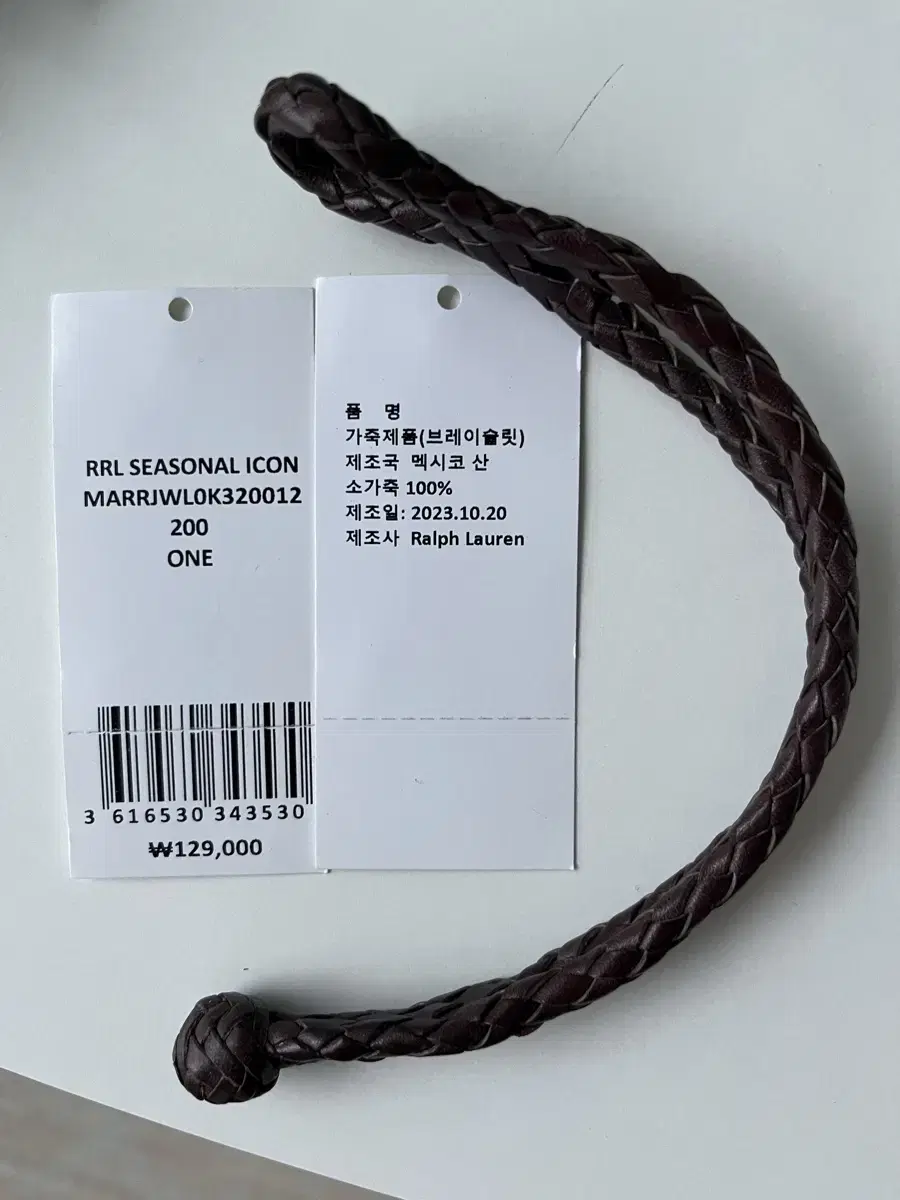 RRL SEASONAL ICON
MARRJWL0K320012
200
ONE
3 616530 343530
₩129,000
품 명
가죽제품(브레이슬릿)
제조국 멕시코 산
소가죽 100%
제조일: 2023.10.20
제조사 Ralph Lauren